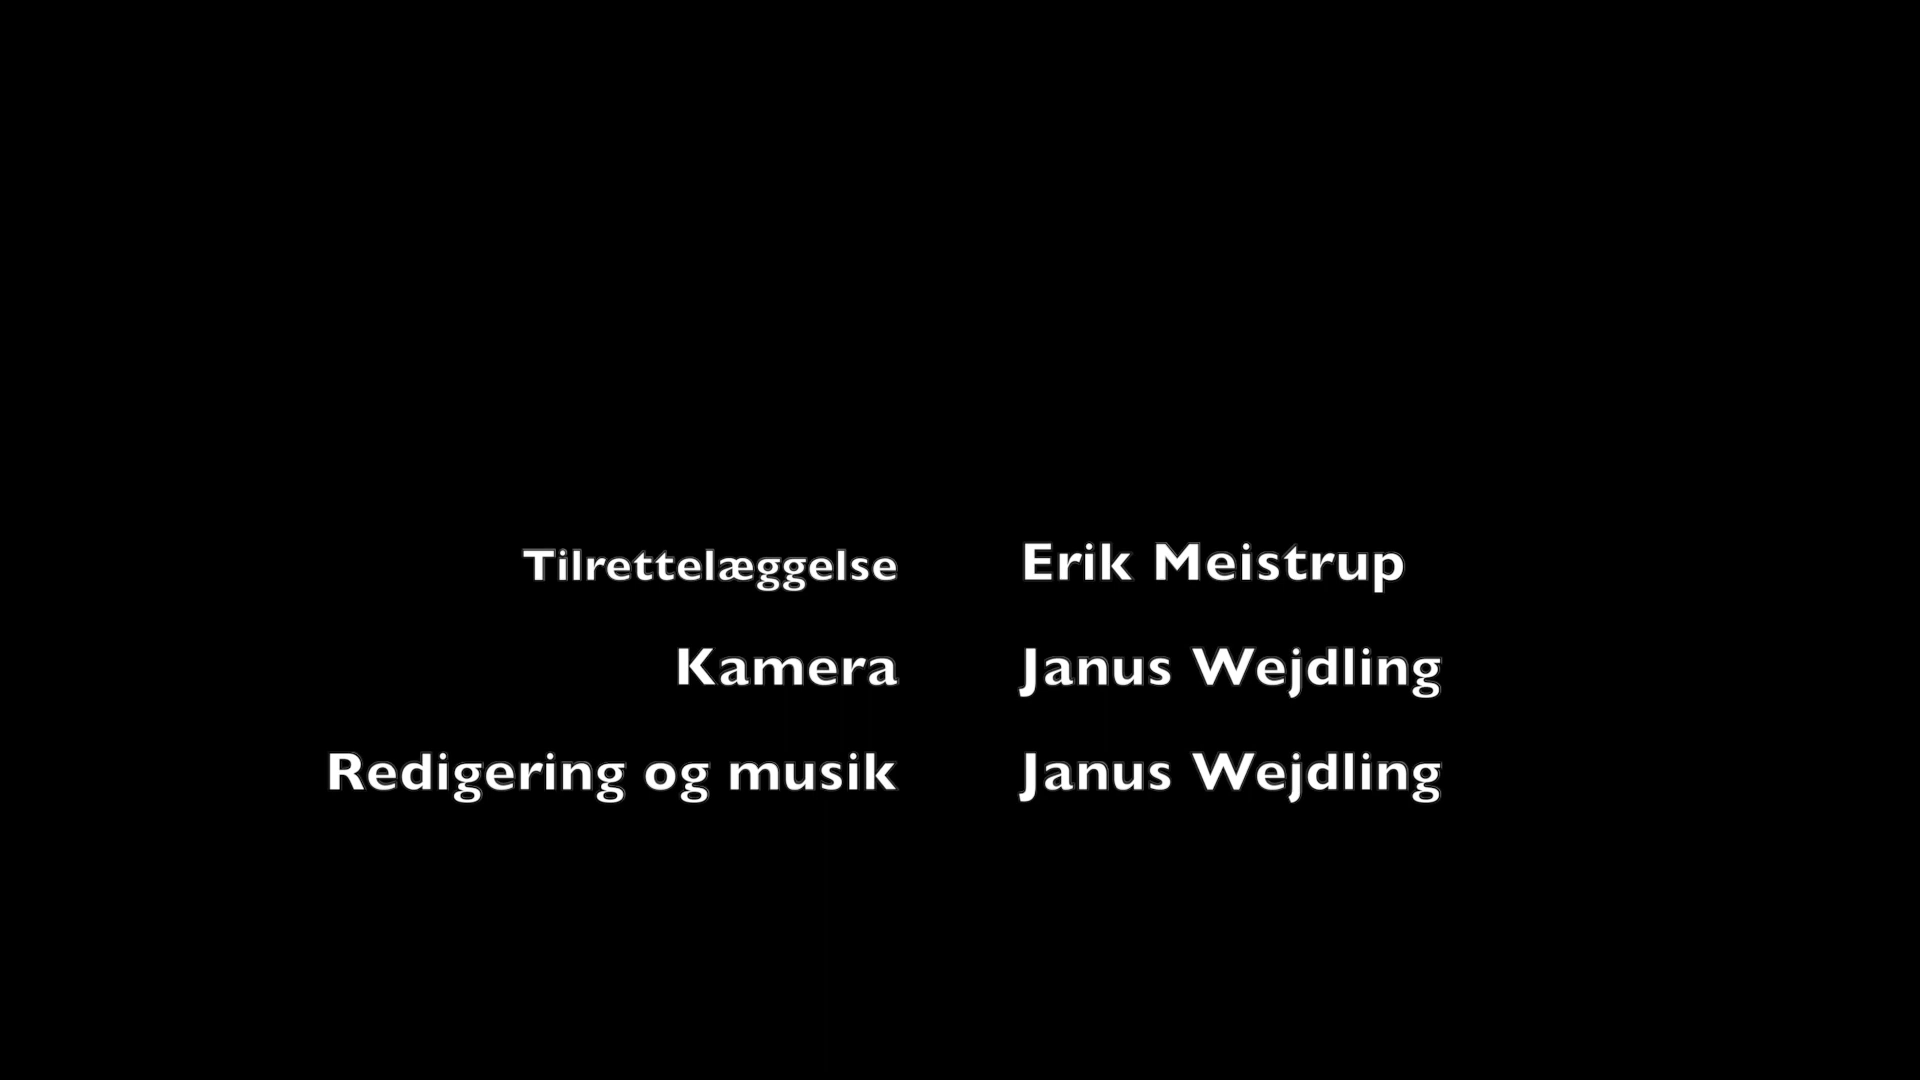 Tilrettelæggelse Erik Meistrup
Kamera Janus Wejdling
Redigering og musik Janus Wejdling